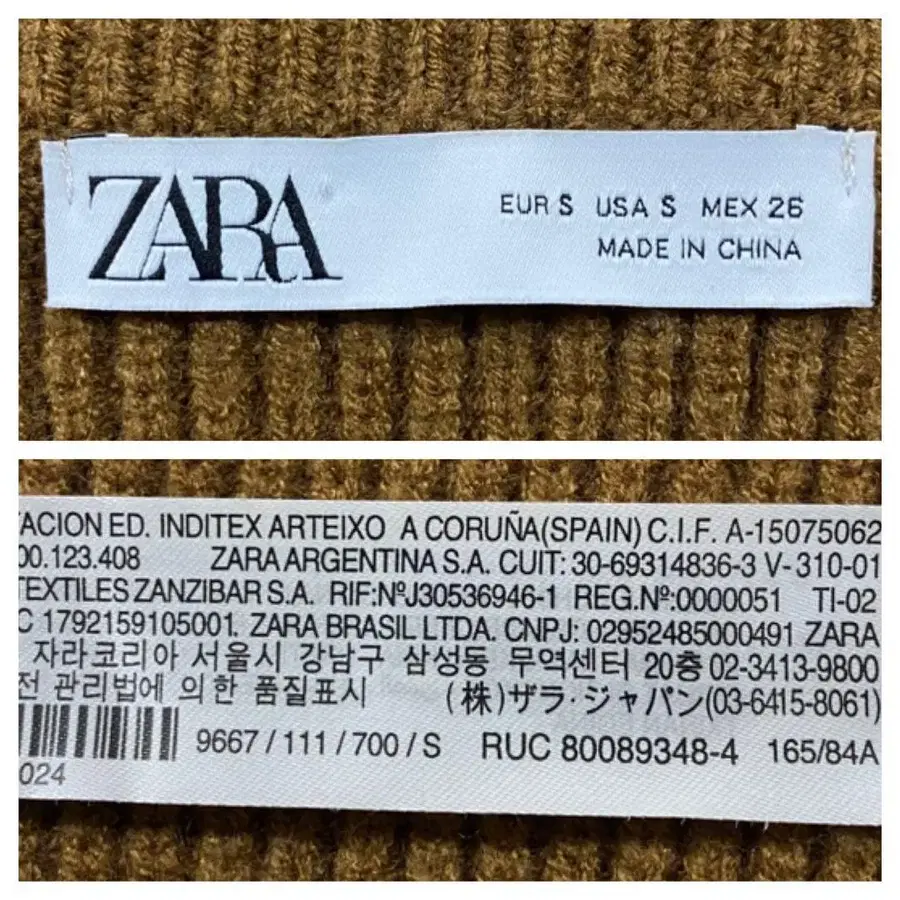 ZARA
EUR S USA S MEX 26
MADE IN CHINA
TACION ED. INDITEX ARTEIXO A CORUÑA(SPAIN) C.I.F. A-15075062
00.123.408 ZARA ARGENTINA S.A. CUIT: 30-69314836-3 V-310-01
TEXTILES ZANZIBAR S.A. RIF:NºJ30536946-1 REG.Nº:0000051 TI-02
C 1792159105001. ZARA BRASIL LTDA. CNPJ: 02952485000491 ZARA
자라코리아 서울시 강남구 삼성동 무역센터 20층 02-3413-9800
전 관리법에 의한 품질표시 (株)ザラ・ジャパン(03-6415-8061)
9667 / 111 / 700 / S RUC 80089348-4 165/84A
024